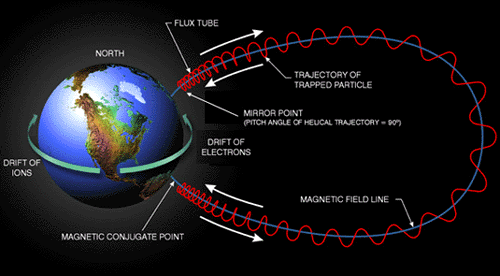 FLUX TUBE
NORTH
TRAJECTORY OF
TRAPPED PARTICLE
MIRROR POINT
(PITCH ANGLE OF HELICAL TRAJECTORY = 90º)
DRIFT OF
IONS
DRIFT OF
ELECTRONS
MAGNETIC FIELD LINE
MAGNETIC CONJUGATE POINT